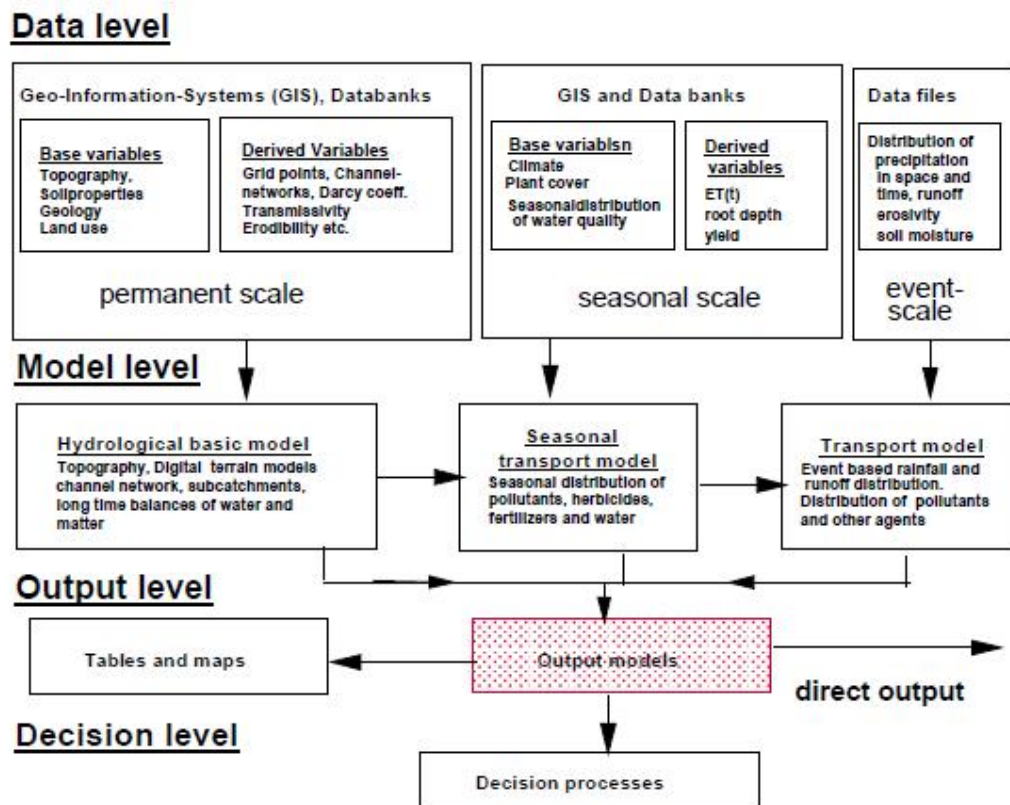 Data level
Geo-Information-Systems (GIS), Databanks
Base variables
Topography,
Soilproperties
Geology
Land use
Derived Variables
Grid points, Channel-
networks, Darcy coeff.
Transmissivity
Erodibility etc.
permanent scale
GIS and Data banks
Base variablsn
Climate
Plant cover
Seasonaldistribution
of water quality
Derived
variables
ET(t)
root depth
yield
seasonal scale
Data files
Distribution of
precipitation
in space and
time, runoff
erosivity
soil moisture
event-
scale
Model level
Hydrological basic model
Topography, Digital terrain models
channel network, subcatchments,
long time balances of water and
matter
Seasonal
transport model
Seasonal distribution of
pollutants, herbicides,
fertilizers and water
Transport model
Event based rainfall and
runoff distribution.
Distribution of pollutants
and other agents
Output level
Tables and maps
Output models
direct output
Decision level
Decision processes